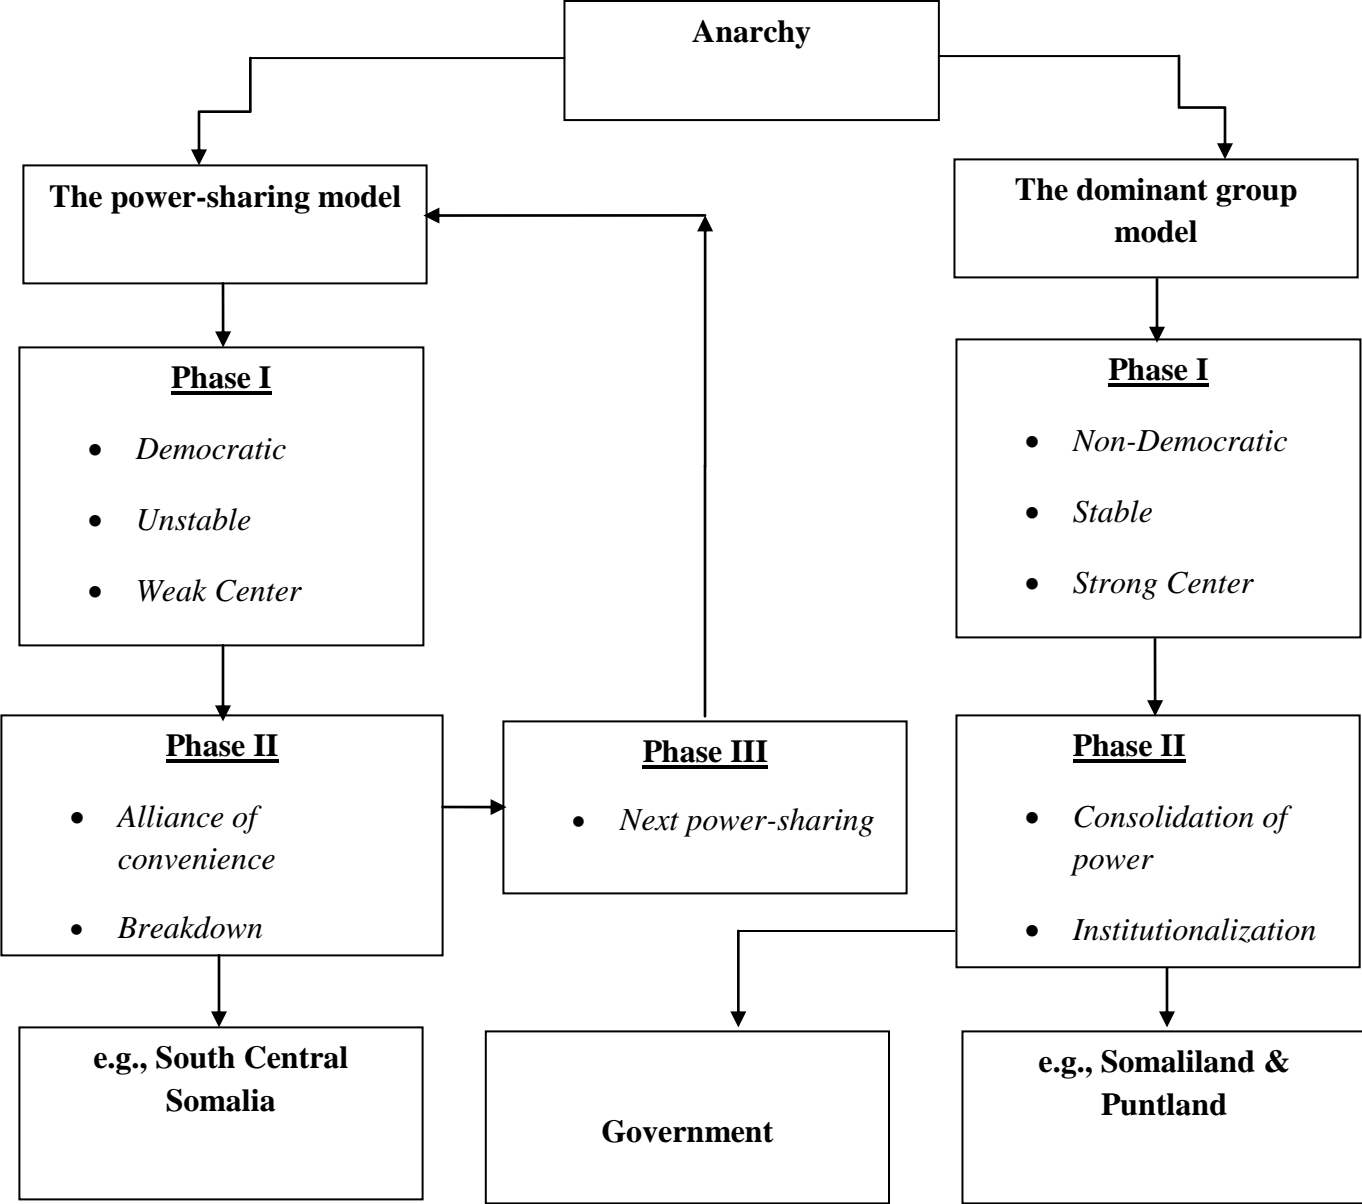 Anarchy
The power-sharing model
The dominant group
model
Phase I
• Democratic
• Unstable
• Weak Center
Phase I
• Non-Democratic
• Stable
• Strong Center
Phase II
• Alliance of
convenience
• Breakdown
Phase III
• Next power-sharing
Phase II
• Consolidation of
power
• Institutionalization
e.g., South Central
Somalia
Government
e.g., Somaliland &
Puntland